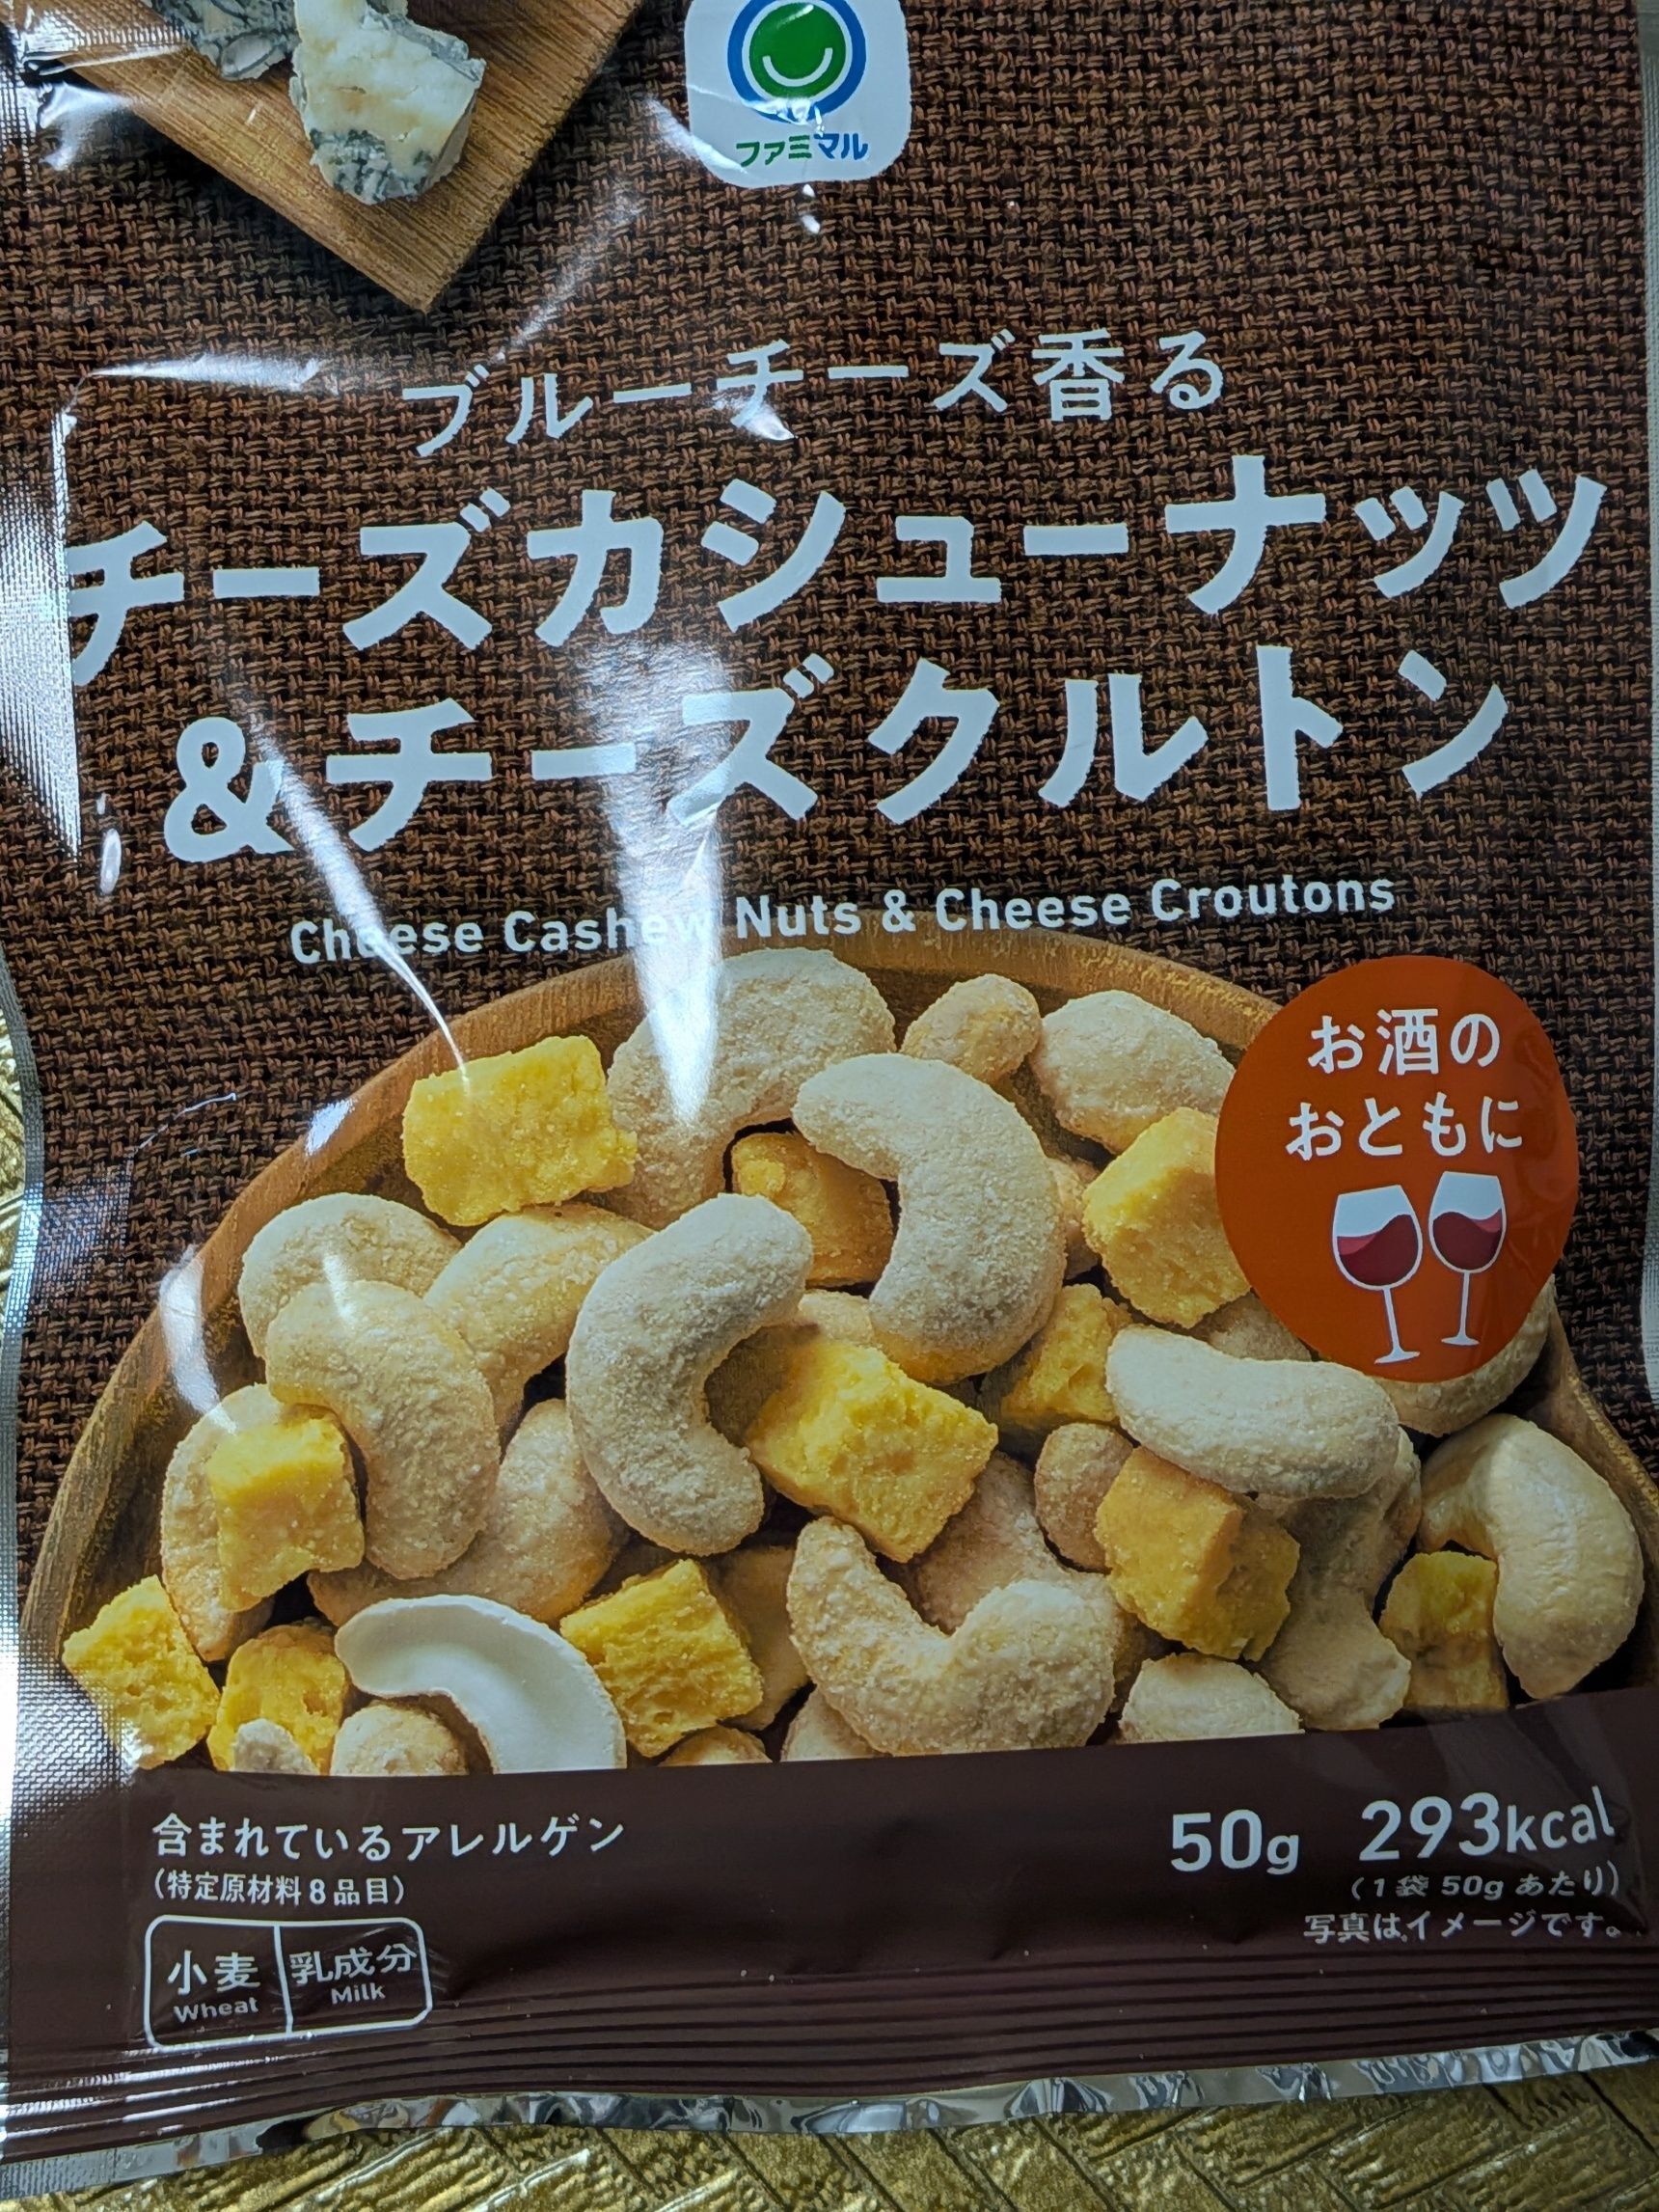 ファミマル
ブルーチーズ香る
チーズカシューナッツ
&チーズクルトン
Cheese Cashew Nuts & Cheese Croutons
お酒の
おともに
含まれているアレルゲン
(特定原材料8品目)
小麦
Wheat
乳成分
Milk
50g 293kcal
(1袋 50g あたり)
写真はイメージです。